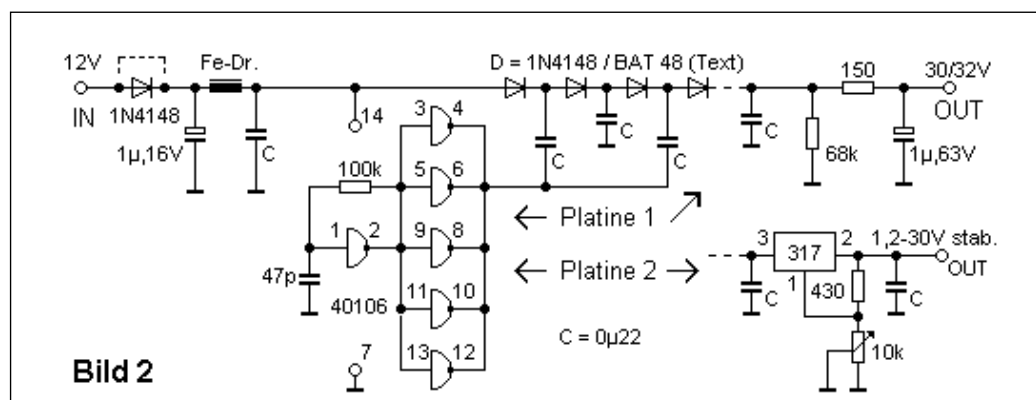 12V
IN
1N4148
Fe-Dr.
1µ,16V
C
14
D = 1N4148 / BAT 48 (Text)
C
C
C
C
150
68k
30/32V
OUT
1µ,63V
3 4
100k
5 6
1 2
9 8
47p
40106
11 10
13 12
7
← Platine 1 ↗
← Platine 2 →
C = 0µ22
3 317 2
1
1,2-30V stab.
OUT
C
430
C
10k
Bild 2